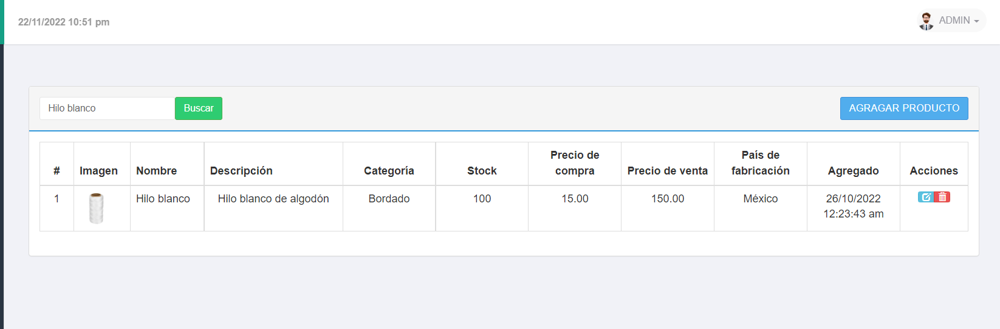 22/11/2022 10:51 pm
ADMIN
Hilo blanco
Buscar
AGRAGAR PRODUCTO
#
Imagen
Nombre
Descripción
Categoría
Stock
Precio de
compra
Precio de venta
País de
fabricación
Agregado
Acciones
1
Hilo blanco
Hilo blanco de algodón
Bordado
100
15.00
150.00
México
26/10/2022
12:23:43 am